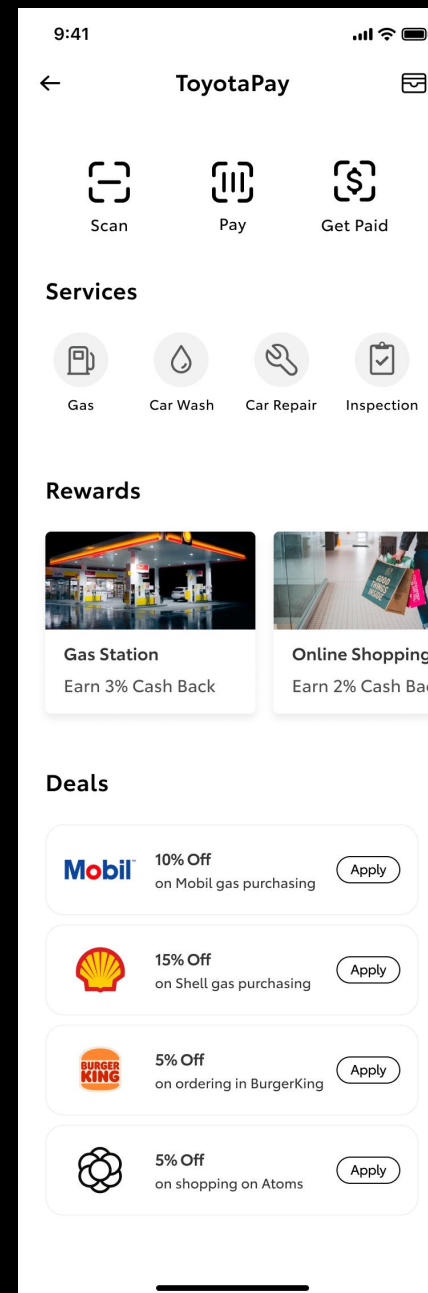 9:41
ToyotaPay
Scan Pay Get Paid
Services
Gas Car Wash Car Repair Inspection
Rewards
GOOD
THINGS
INSIDE
Gas Station Online Shopping
Earn 3% Cash Back Earn 2% Cash Ba
Deals
Mobil
10% Off
on Mobil gas purchasing
Apply
15% Off
on Shell gas purchasing
Apply
BURGER
KING
5% Off
on ordering in BurgerKing
Apply
5% Off
on shopping on Atoms
Apply